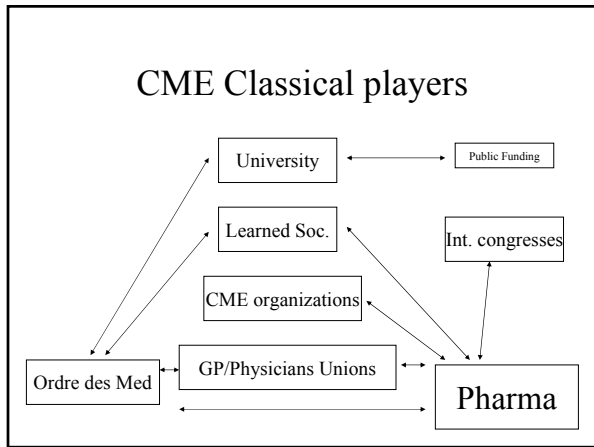 CME Classical players
University
Public Funding
Learned Soc.
Int. congresses
CME organizations
GP/Physicians Unions
Ordre des Med
Pharma